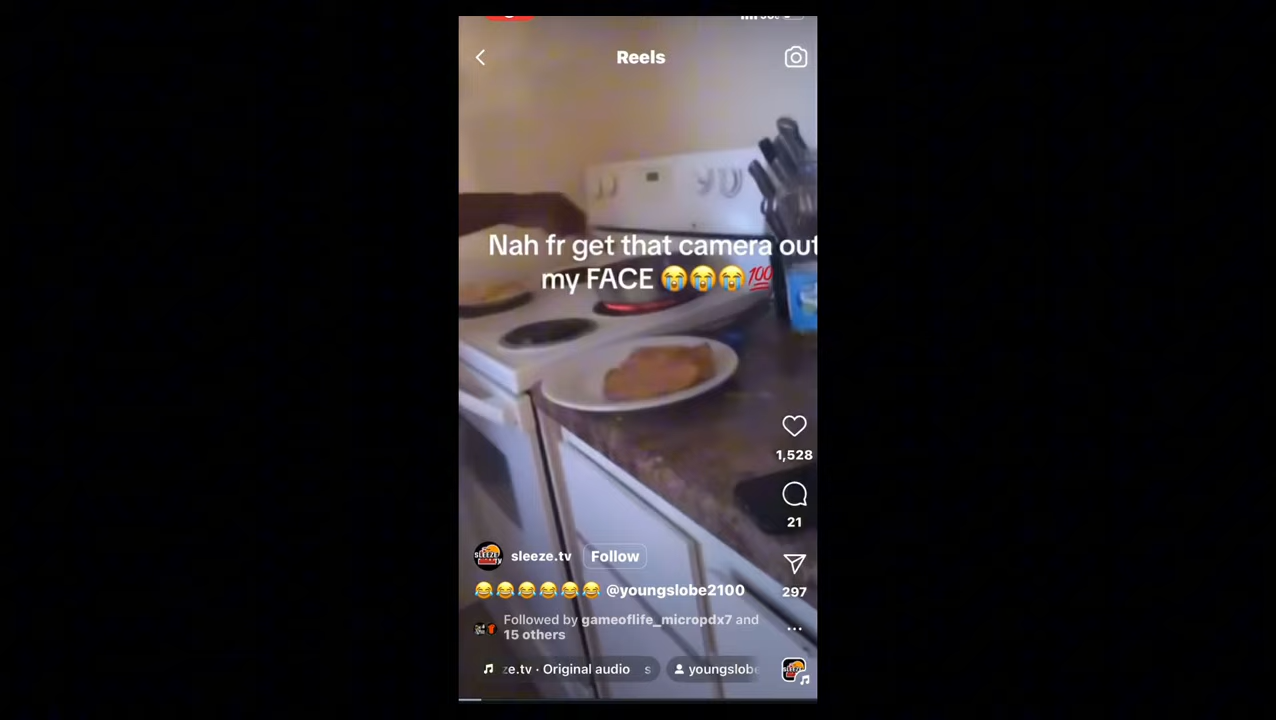 Reels
Nah fr get that camera out
my FACE 😭😭😭💯
1,528
21
297
sleeze.tv Follow
😂😂😂😂😂😂 @youngslobe2100
Followed by gameoflife_micropdx7 and
15 others
ze.tv · Original audio s youngslobe